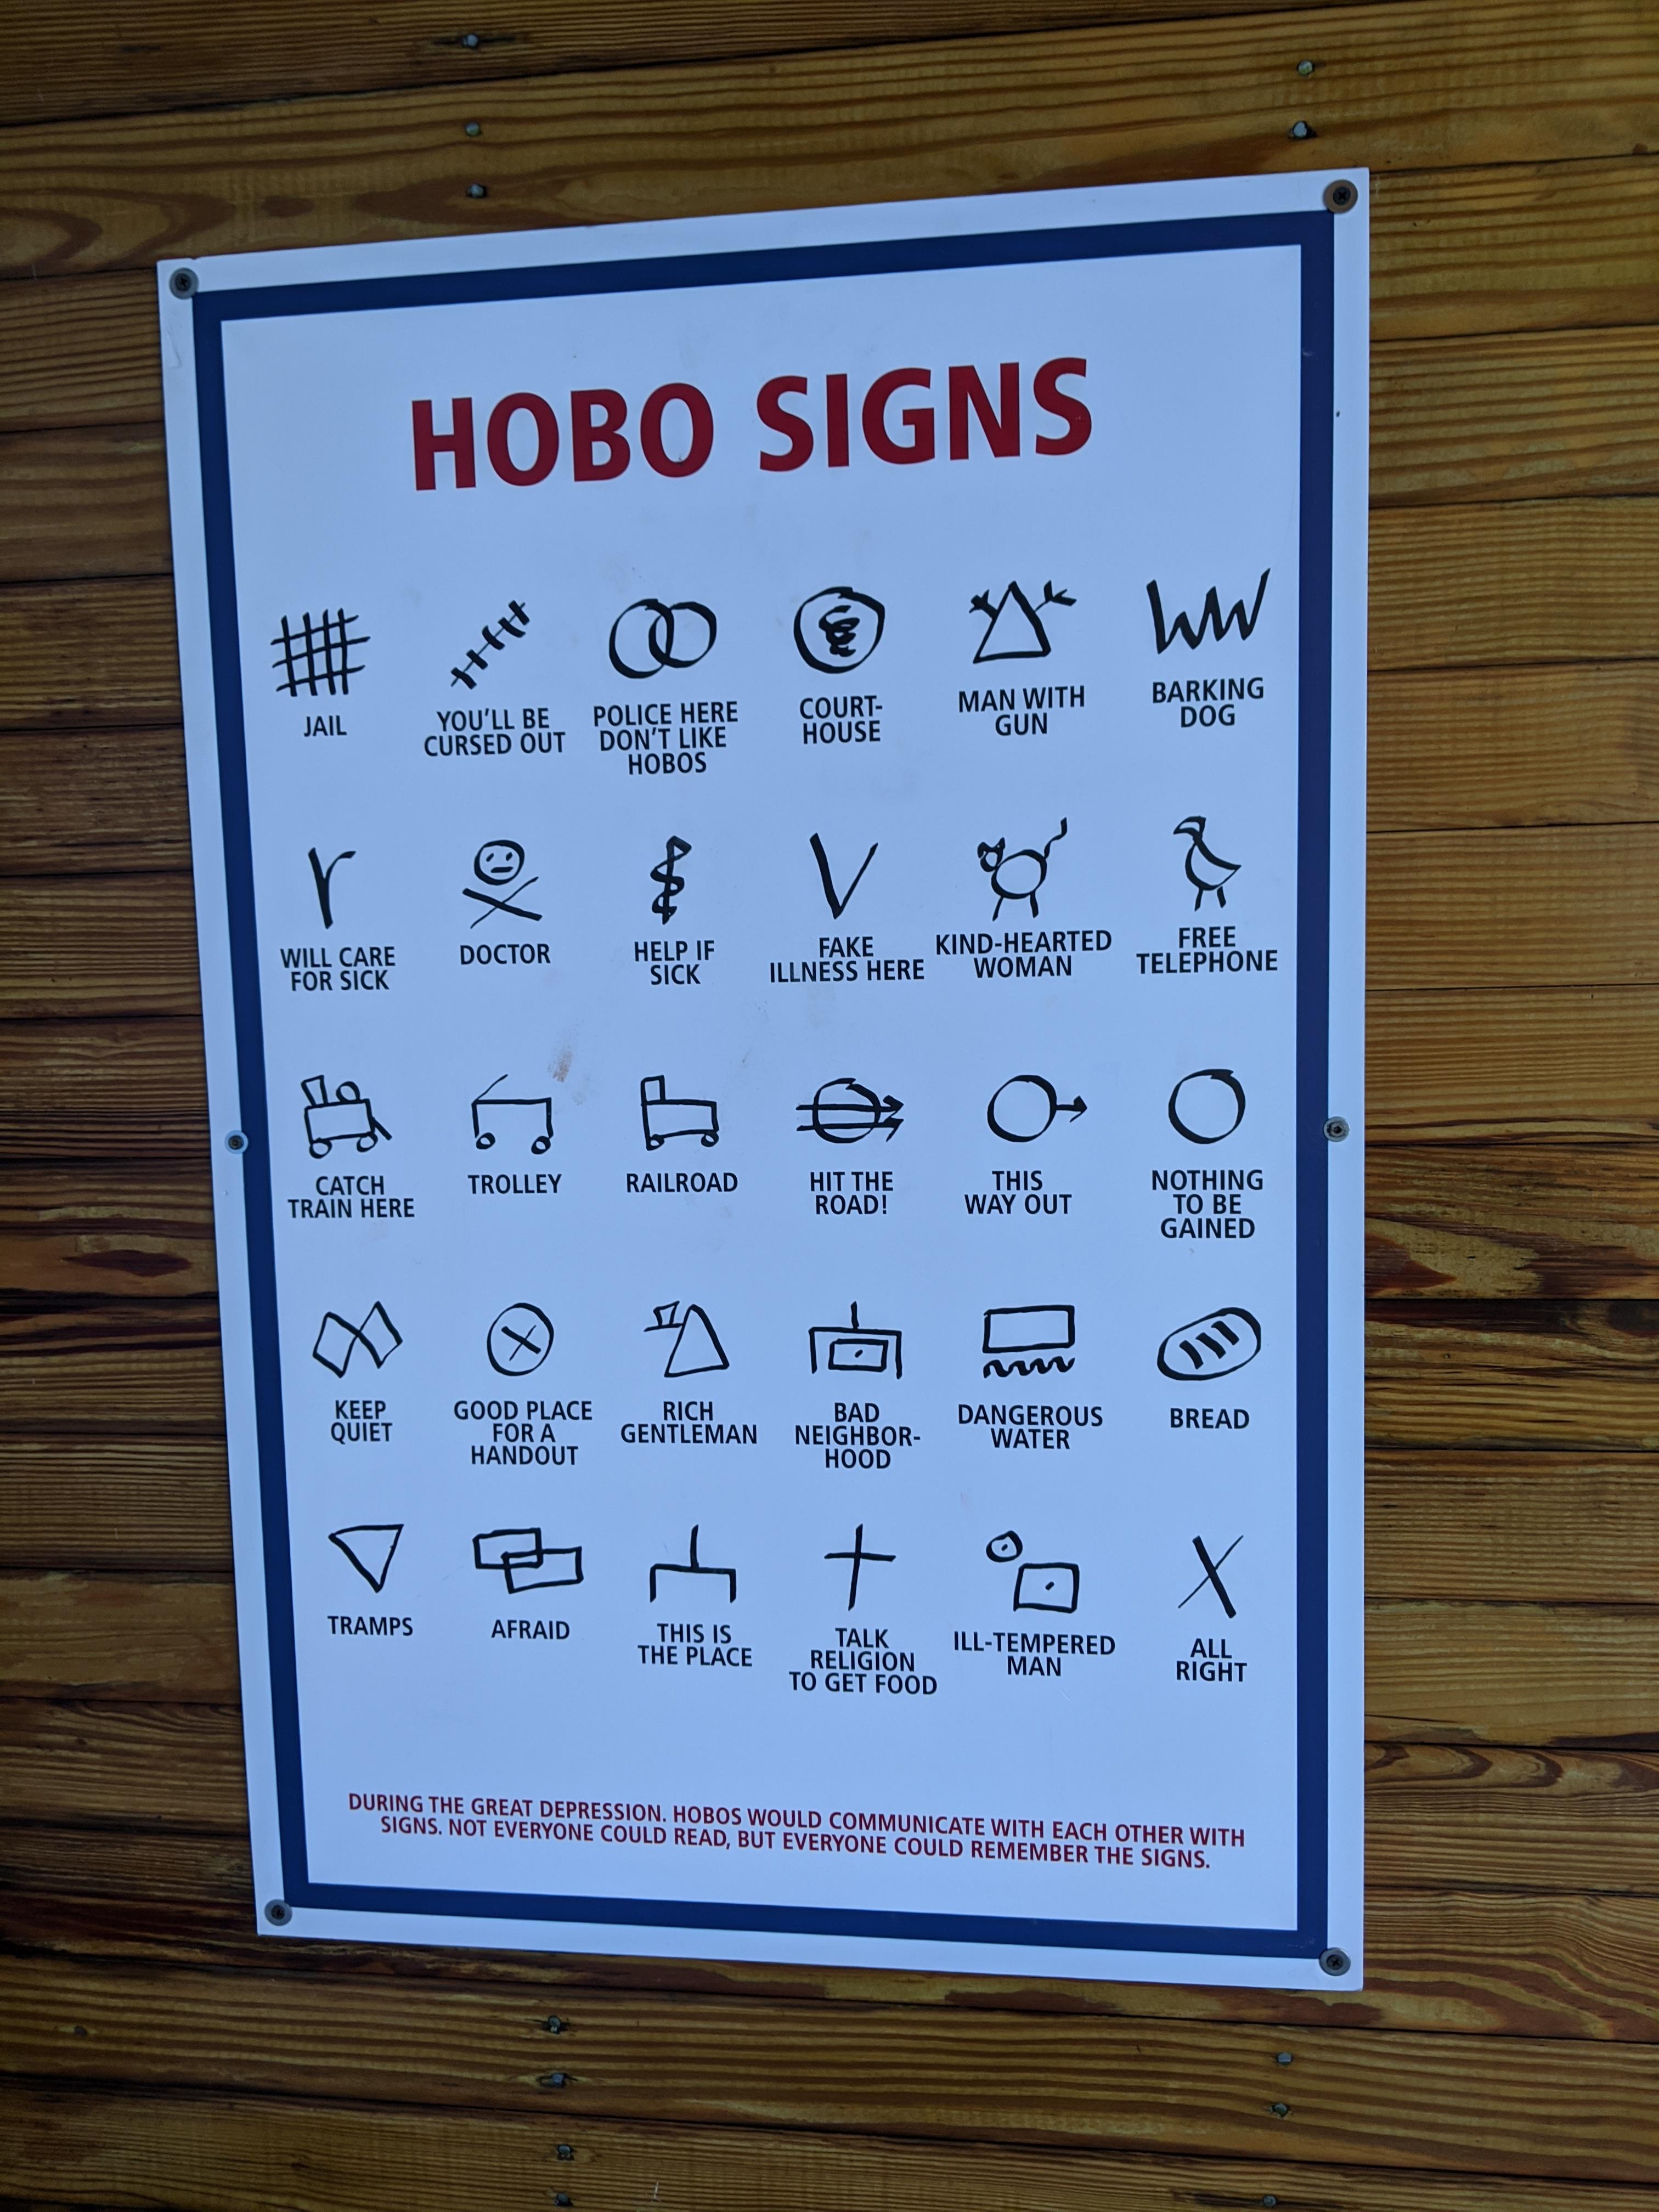 HOBO SIGNS
JAIL
YOU'LL BE
CURSED OUT
POLICE HERE
DON'T LIKE
HOBOS
COURT-
HOUSE
MAN WITH
GUN
BARKING
DOG
WILL CARE
FOR SICK
DOCTOR
HELP IF
SICK
FAKE
ILLNESS HERE
KIND-HEARTED
WOMAN
FREE
TELEPHONE
CATCH
TRAIN HERE
TROLLEY
RAILROAD
HIT THE
ROAD!
THIS
WAY OUT
NOTHING
TO BE
GAINED
KEEP
QUIET
GOOD PLACE
FOR A
HANDOUT
RICH
GENTLEMAN
BAD
NEIGHBOR-
HOOD
DANGEROUS
WATER
BREAD
TRAMPS
AFRAID
THIS IS
THE PLACE
TALK
RELIGION
TO GET FOOD
ILL-TEMPERED
MAN
ALL
RIGHT
DURING THE GREAT DEPRESSION. HOBOS WOULD COMMUNICATE WITH EACH OTHER WITH
SIGNS. NOT EVERYONE COULD READ, BUT EVERYONE COULD REMEMBER THE SIGNS.